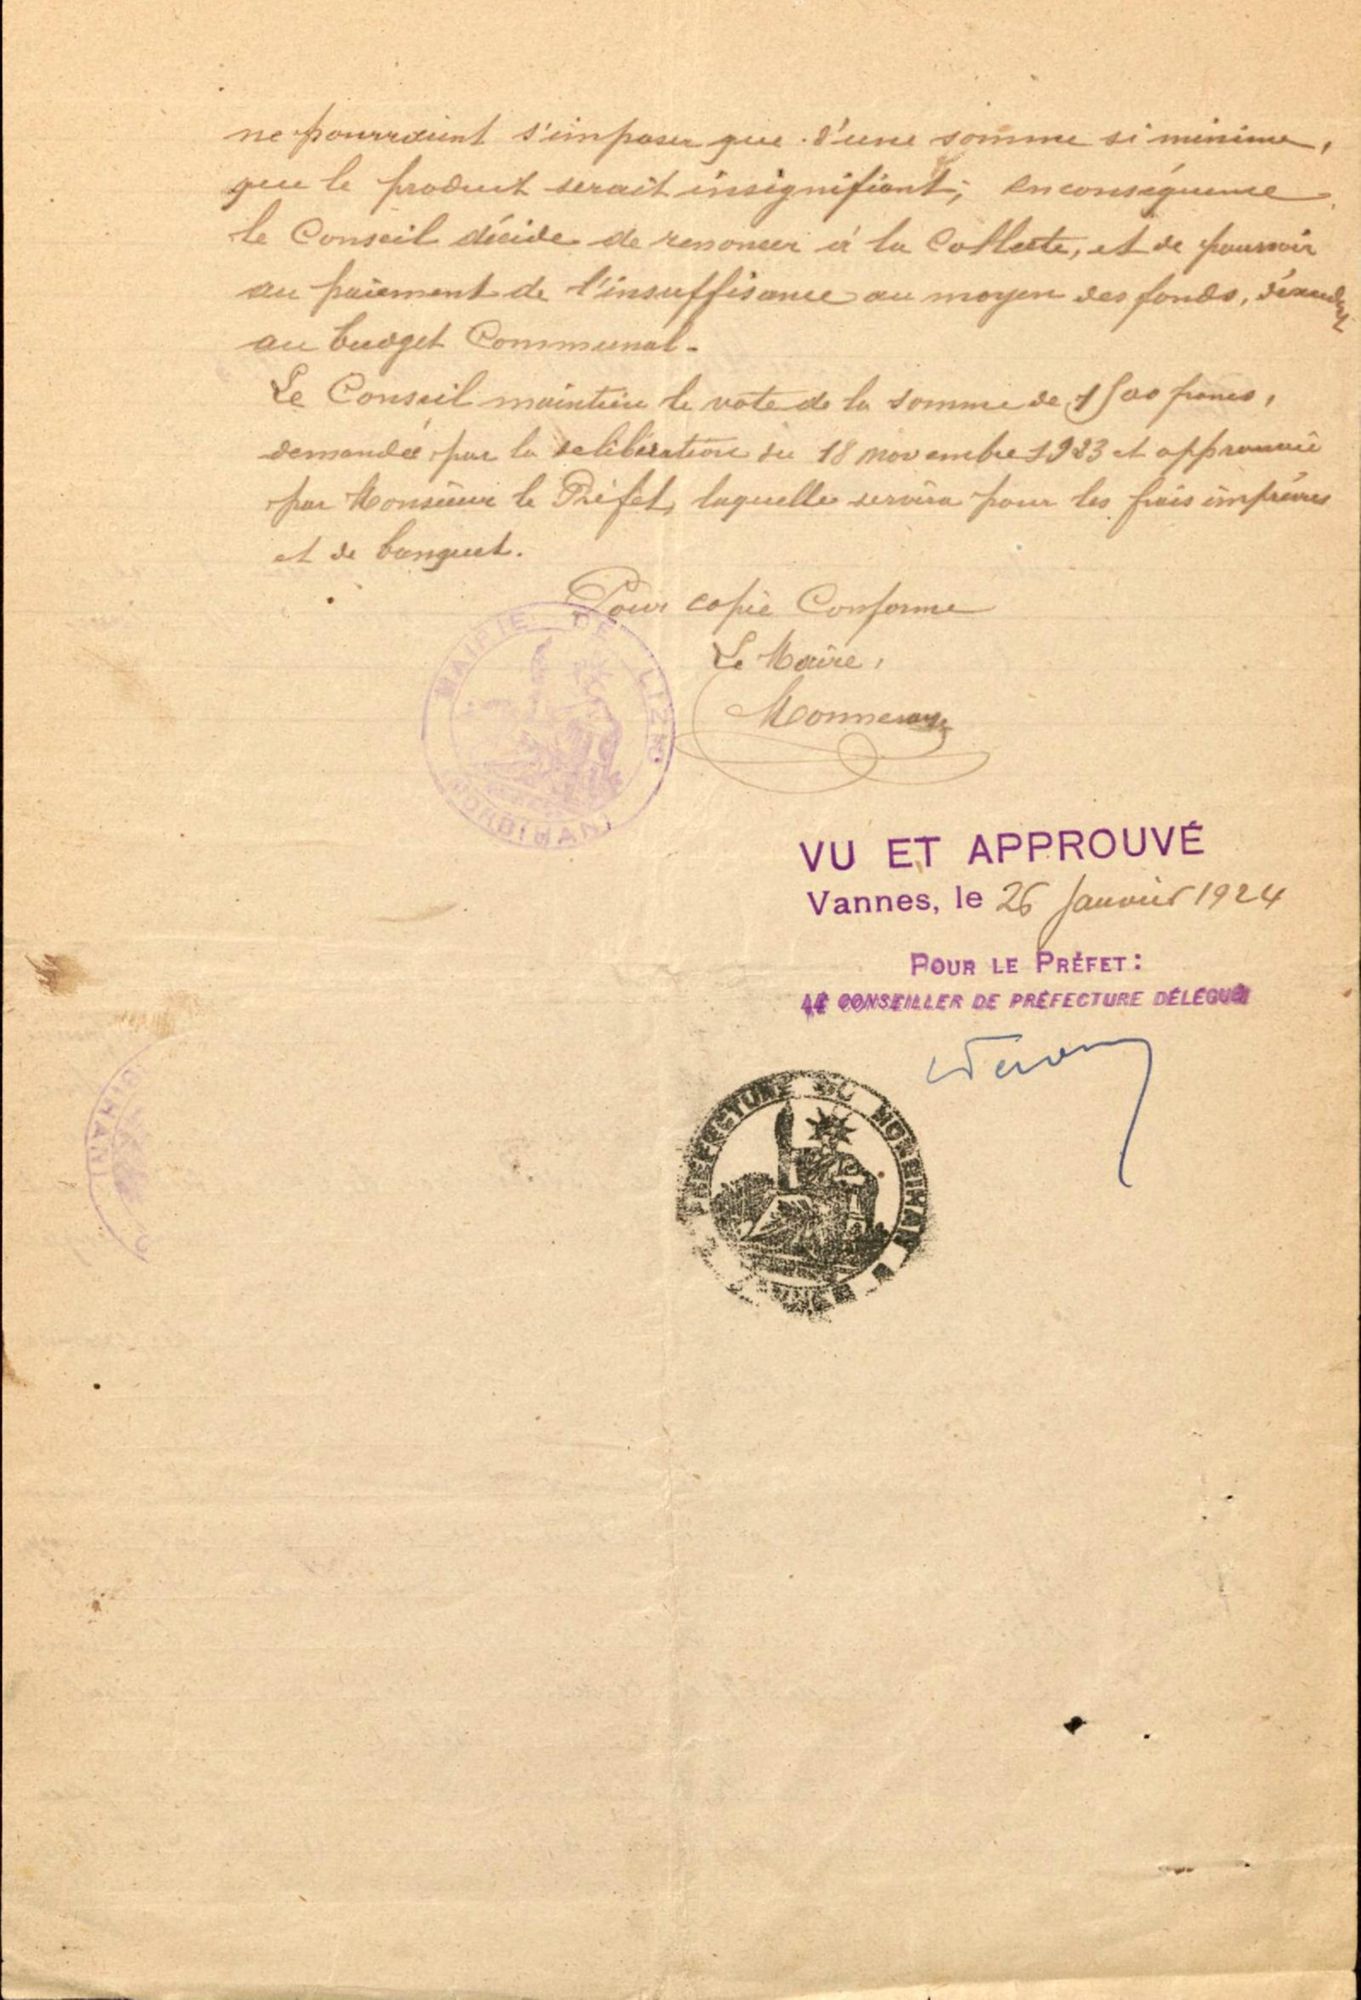 ne pourraient s'imposer que d'une somme si minime,
que le produit serait insignifiant; en conséquence
le Conseil décide de renoncer à la Collecte, et de pourvoir
au paiement de l'insuffisance au moyen des fonds,
au budget Communal.
Le Conseil maintien le vote de la somme de 1500 francs,
demandée par la délibération du 18 novembre 1923 et approuvée
par Monsieur le Préfet, laquelle servira pour les frais imprévus
et de banquet.
Pour copie Conforme
Le Maire,
MAIRIE DE LIZIO
MORBIHAN
VU ET APPROUVÉ
Vannes, le 26 Janvier 1924
POUR LE PRÉFET:
LE CONSEILLER DE PRÉFECTURE DÉLÉGUÉ
PREFECTURE DU MORBIHAN